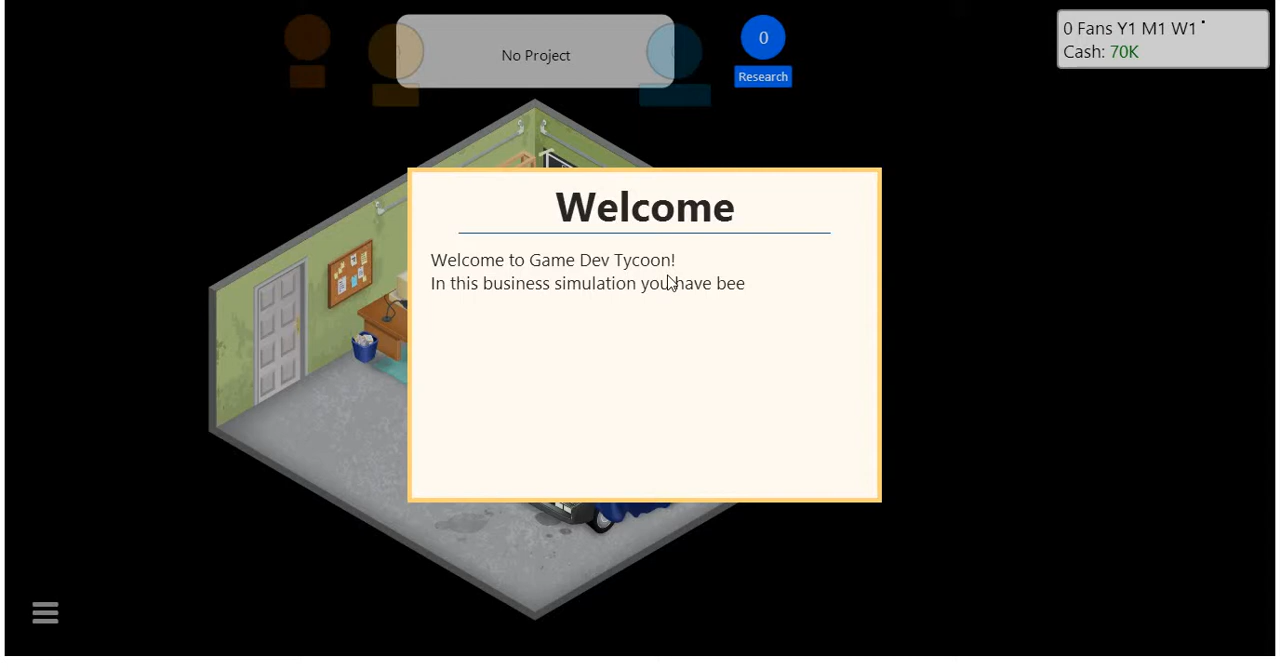 No Project
0
Research
0 Fans Y1 M1 W1
Cash: 70K
Welcome
Welcome to Game Dev Tycoon!
In this business simulation you have bee